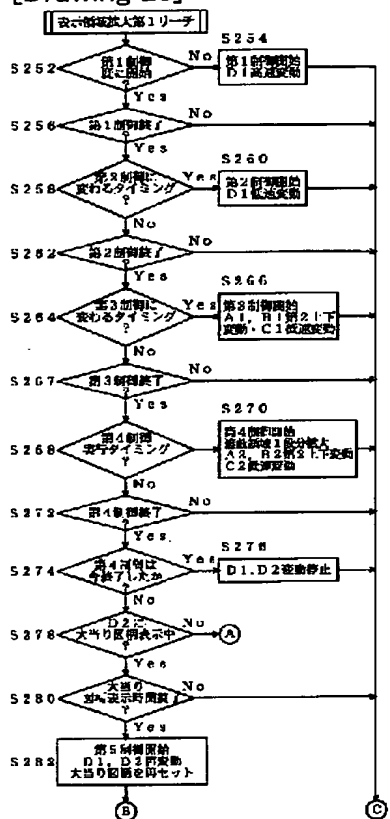 [Drawing 28]
表示領域拡大第1リーチ
S254
S252
第1制御
既に開始
?
No
第1制御開始
D1高速変動
Yes
S256
第1制御終了
?
No
Yes
S260
S258
第2制御に
変わるタイミング
?
Yes
第2制御開始
D1低速変動
No
S262
第2制御終了
?
No
Yes
S266
S264
第3制御に
変わるタイミング
?
Yes
第3制御開始
A1, B1第2上下
変動・C1低速変動
No
S267
第3制御終了
?
No
Yes
S270
S268
第4制御
実行タイミング
?
Yes
第4制御開始
1段分拡大
A2, B2第2上下変動
C2低速変動
No
S272
第4制御終了
?
No
Yes
S276
S274
第4制御は
今終了したか
Yes
D1, D2変動停止
No
S278
D2に
大当り図柄表示中
?
No
A
Yes
S280
大当り
表示時間
?
No
Yes
S282
第5制御開始
D1, D2再変動
大当り図柄を再セット
B
C